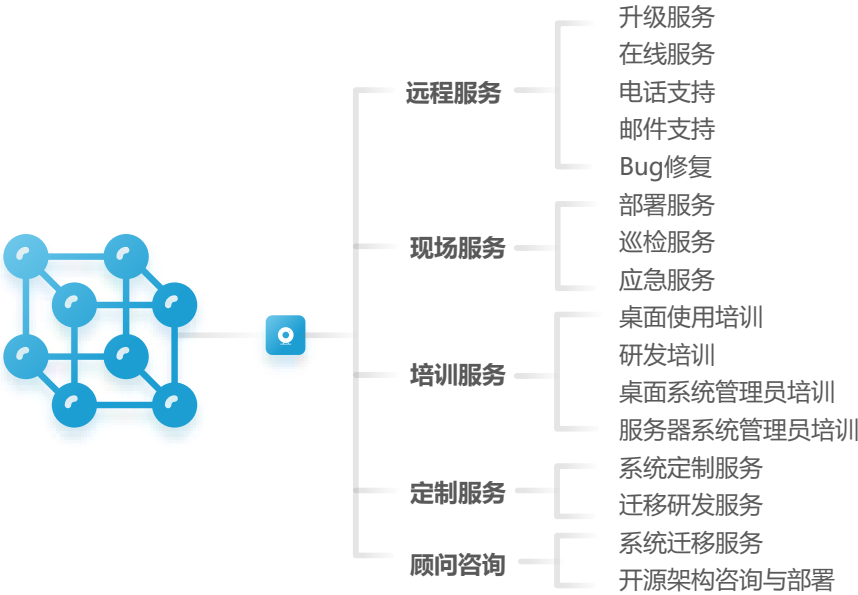 远程服务
升级服务
在线服务
电话支持
邮件支持
Bug修复
现场服务
部署服务
巡检服务
应急服务
培训服务
桌面使用培训
研发培训
桌面系统管理员培训
服务器系统管理员培训
定制服务
系统定制服务
迁移研发服务
顾问咨询
系统迁移服务
开源架构咨询与部署